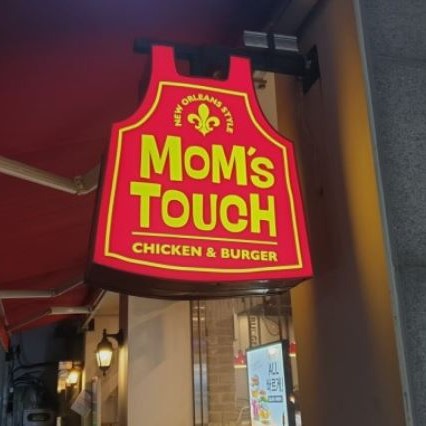 NEW ORLEANS STYLE
MOM'S
TOUCH
CHICKEN & BURGER
ALL